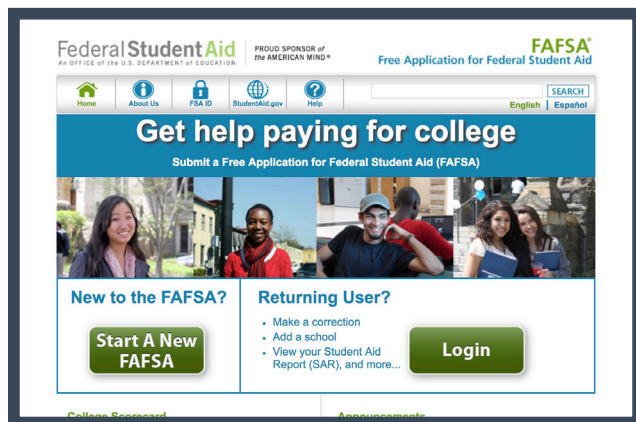 Federal Student Aid
An OFFICE of the U.S. DEPARTMENT of EDUCATION
PROUD SPONSOR of
the AMERICAN MIND®
FAFSA®
Free Application for Federal Student Aid
Home
About Us
FSA ID
StudentAid.gov
Help
SEARCH
English | Español
Get help paying for college
Submit a Free Application for Federal Student Aid (FAFSA)
New to the FAFSA?
Start A New
FAFSA
Returning User?
• Make a correction
• Add a school
• View your Student Aid
Report (SAR), and more...
Login
College Scorecard
Announcements